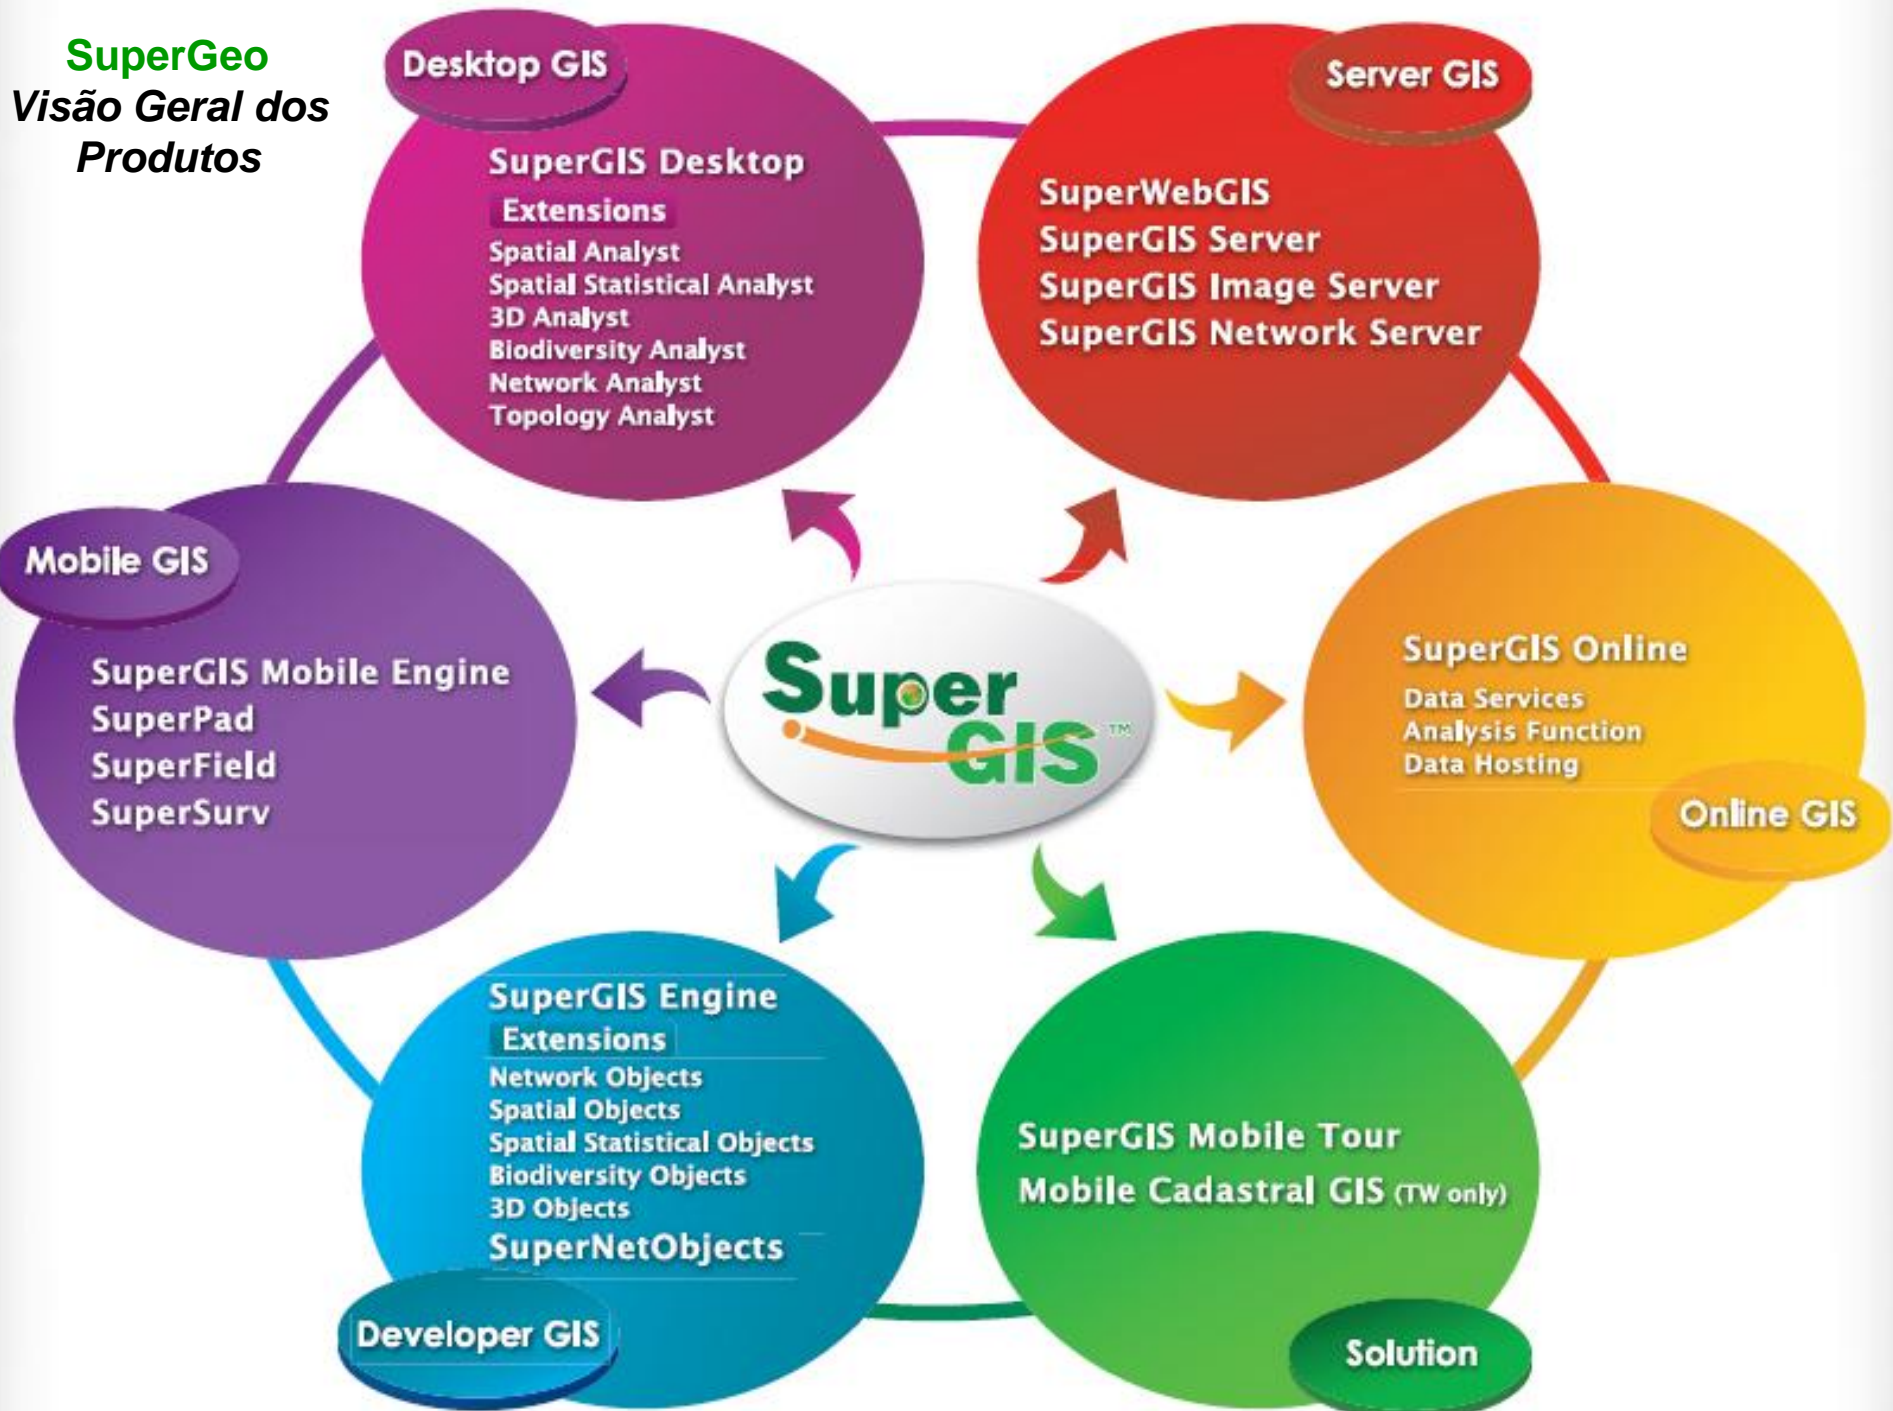 SuperGeo
Visão Geral dos
Produtos
Desktop GIS
SuperGIS Desktop
Extensions
Spatial Analyst
Spatial Statistical Analyst
3D Analyst
Biodiversity Analyst
Network Analyst
Topology Analyst
Server GIS
SuperWebGIS
SuperGIS Server
SuperGIS Image Server
SuperGIS Network Server
Mobile GIS
SuperGIS Mobile Engine
SuperPad
SuperField
SuperSurv
Super
GIS™
SuperGIS Online
Data Services
Analysis Function
Data Hosting
Online GIS
SuperGIS Engine
Extensions
Network Objects
Spatial Objects
Spatial Statistical Objects
Biodiversity Objects
3D Objects
SuperNetObjects
Developer GIS
SuperGIS Mobile Tour
Mobile Cadastral GIS (TW only)
Solution